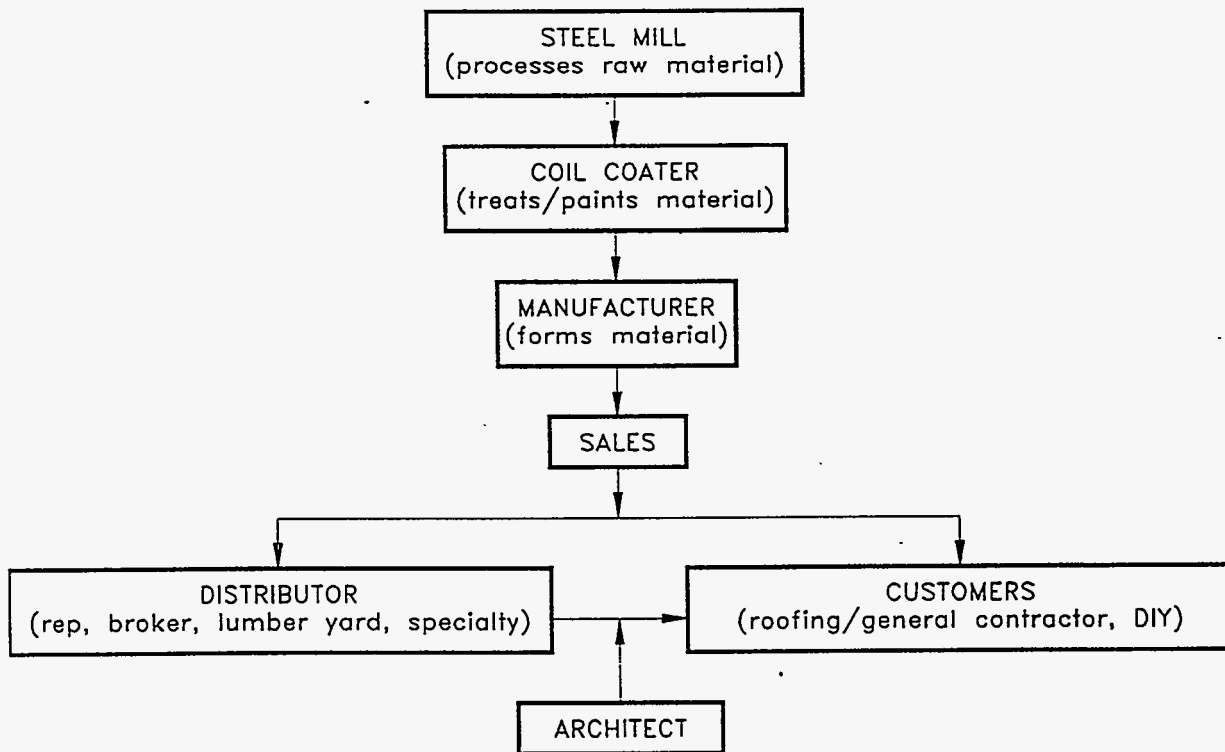 STEEL MILL
(processes raw material)
COIL COATER
(treats/paints material)
MANUFACTURER
(forms material)
SALES
DISTRIBUTOR
(rep, broker, lumber yard, specialty)
CUSTOMERS
(roofing/general contractor, DIY)
ARCHITECT